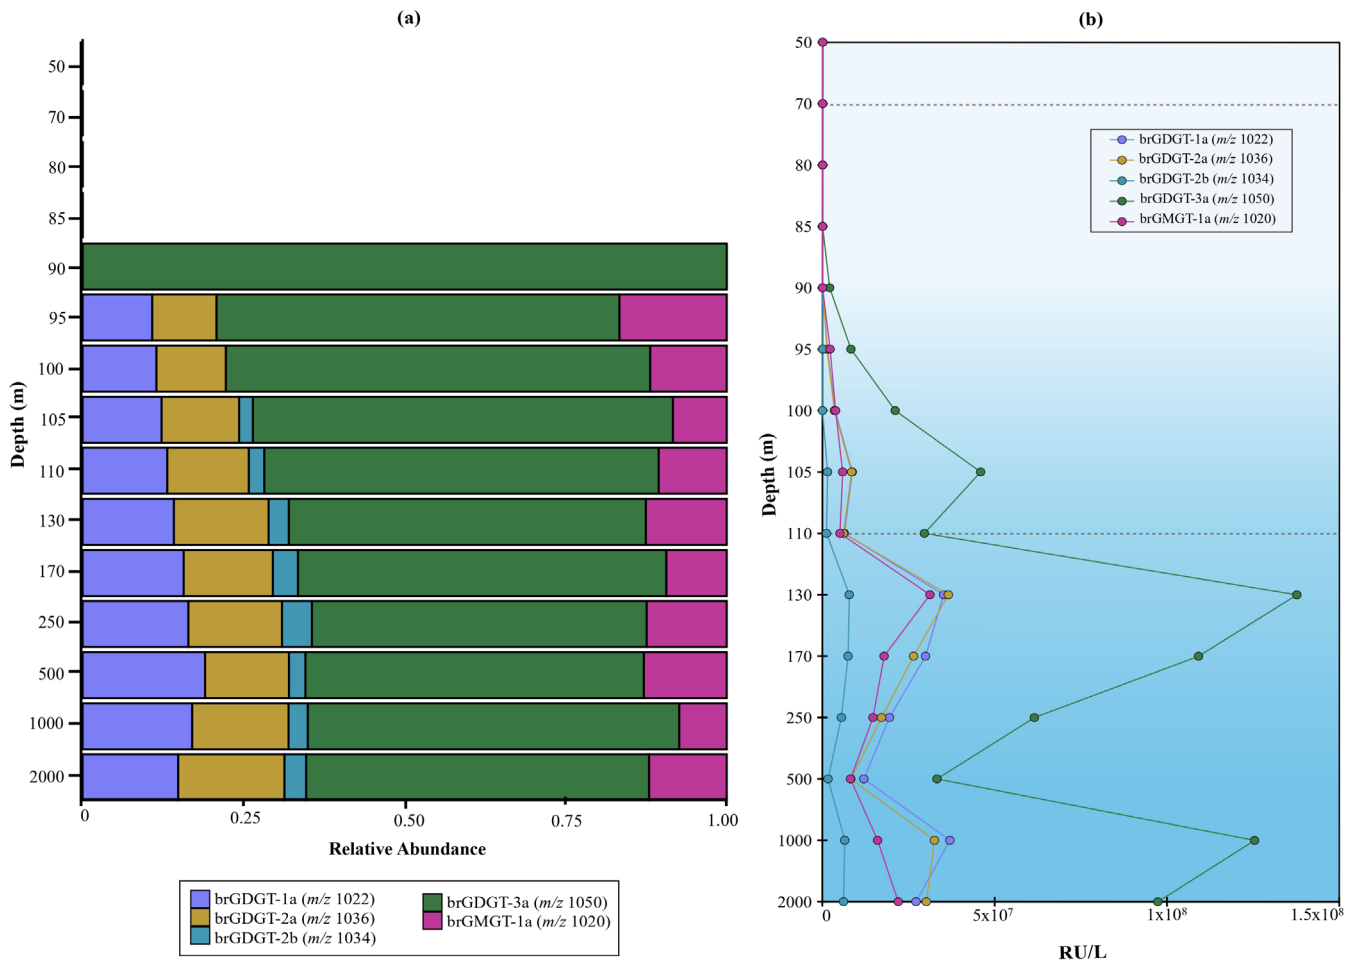 (a)
50
70
80
85
90
95
100
105
110
130
170
250
500
1000
2000
Depth (m)
0
0.25
0.50
0.75
1.00
Relative Abundance
brGDGT-1a (m/z 1022)
brGDGT-2a (m/z 1036)
brGDGT-2b (m/z 1034)
brGDGT-3a (m/z 1050)
brGMGT-1a (m/z 1020)
(b)
50
70
80
85
90
95
100
105
110
130
170
250
500
1000
2000
Depth (m)
brGDGT-1a (m/z 1022)
brGDGT-2a (m/z 1036)
brGDGT-2b (m/z 1034)
brGDGT-3a (m/z 1050)
brGMGT-1a (m/z 1020)
0
5x10⁷
1x10⁸
1.5x10⁸
RU/L